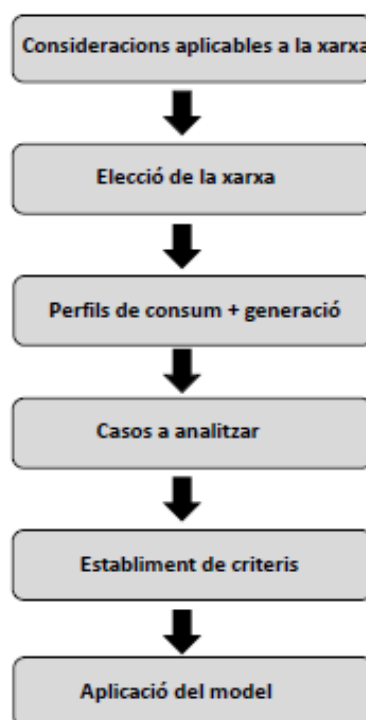 Consideracions aplicables a la xarxa
Elecció de la xarxa
Perfils de consum + generació
Casos a analitzar
Establiment de criteris
Aplicació del model